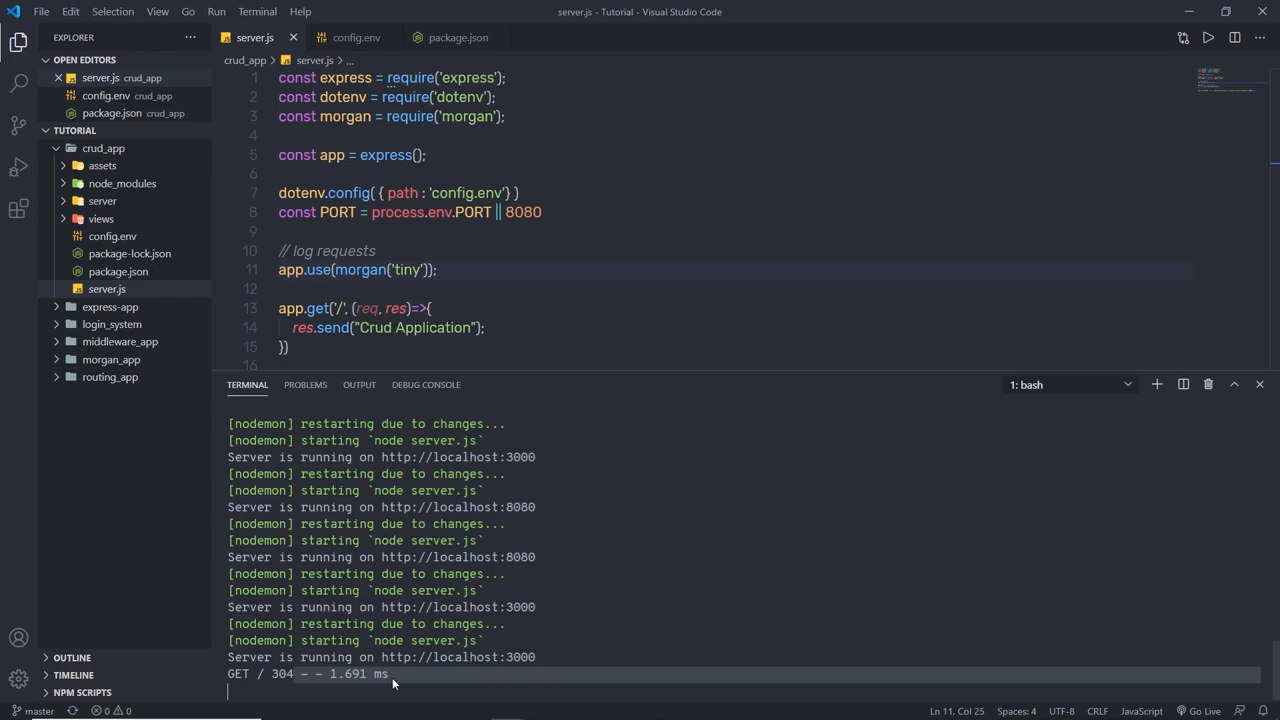 File Edit Selection View Go Run Terminal Help
server.js - Tutorial - Visual Studio Code
EXPLORER
OPEN EDITORS
server.js crud_app
config.env crud_app
package.json crud_app
TUTORIAL
crud_app
assets
node_modules
server
views
config.env
package-lock.json
package.json
server.js
express-app
login_system
middleware_app
morgan_app
routing_app
OUTLINE
TIMELINE
NPM SCRIPTS
server.js config.env package.json
crud_app > server.js > ...
1 const express = require('express');
2 const dotenv = require('dotenv');
3 const morgan = require('morgan');
4
5 const app = express();
6
7 dotenv.config( { path : 'config.env'} )
8 const PORT = process.env.PORT || 8080
9
10 // log requests
11 app.use(morgan('tiny'));
12
13 app.get('/', (req, res)=>{
14 res.send("Crud Application");
15 })
16
TERMINAL PROBLEMS OUTPUT DEBUG CONSOLE
1: bash
[nodemon] restarting due to changes...
[nodemon] starting `node server.js`
Server is running on http://localhost:3000
[nodemon] restarting due to changes...
[nodemon] starting `node server.js`
Server is running on http://localhost:8080
[nodemon] restarting due to changes...
[nodemon] starting `node server.js`
Server is running on http://localhost:8080
[nodemon] restarting due to changes...
[nodemon] starting `node server.js`
Server is running on http://localhost:3000
[nodemon] restarting due to changes...
[nodemon] starting `node server.js`
Server is running on http://localhost:3000
GET / 304 - - 1.691 ms
master 0 0
Ln 11, Col 25 Spaces: 4 UTF-8 CRLF JavaScript Go Live